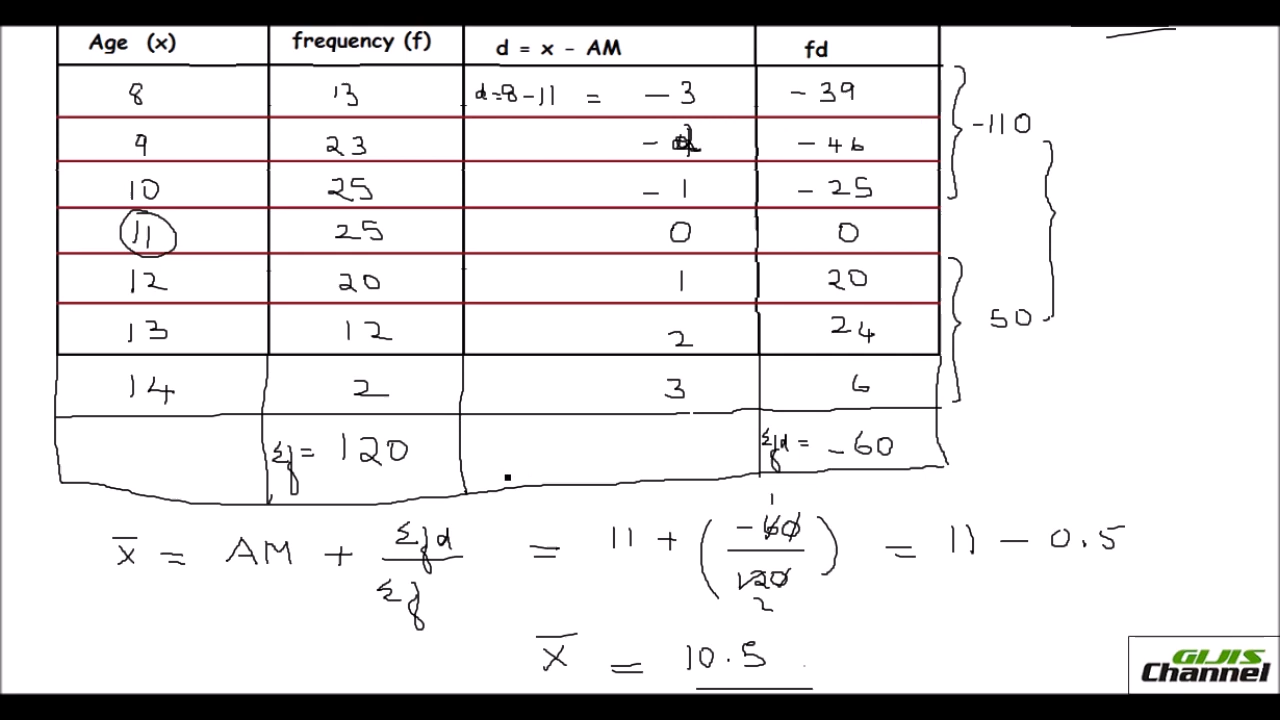 Age (x) frequency (f) d = x - AM fd
8 13 d=8-11 = -3 -39
9 23 -46
10 25 -1 -25
-110
11 25 0 0
12 20 1 20
13 12 2 24
50
14 2 3 6
Σf = 120 Σfd = -60
x̄ = AM + Σfd/Σf = 11 + (-60/120) = 11 - 0.5
1
2
x̄ = 10.5
GIJIS
Channel